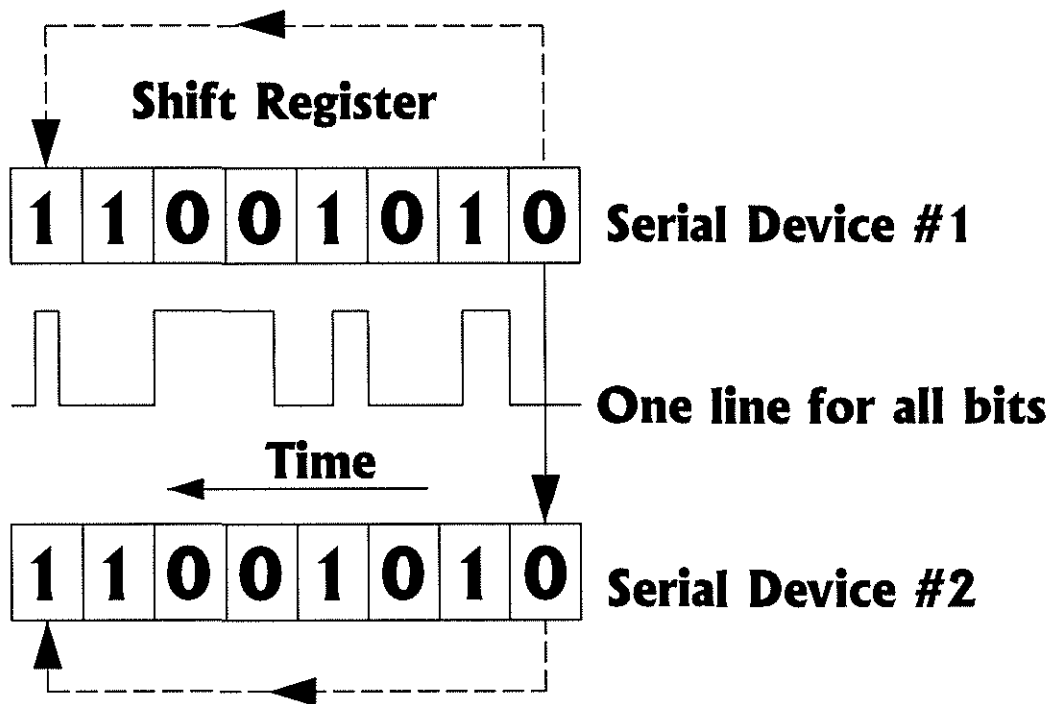 Shift Register
1 1 0 0 1 0 1 0 Serial Device #1
One line for all bits
Time
1 1 0 0 1 0 1 0 Serial Device #2